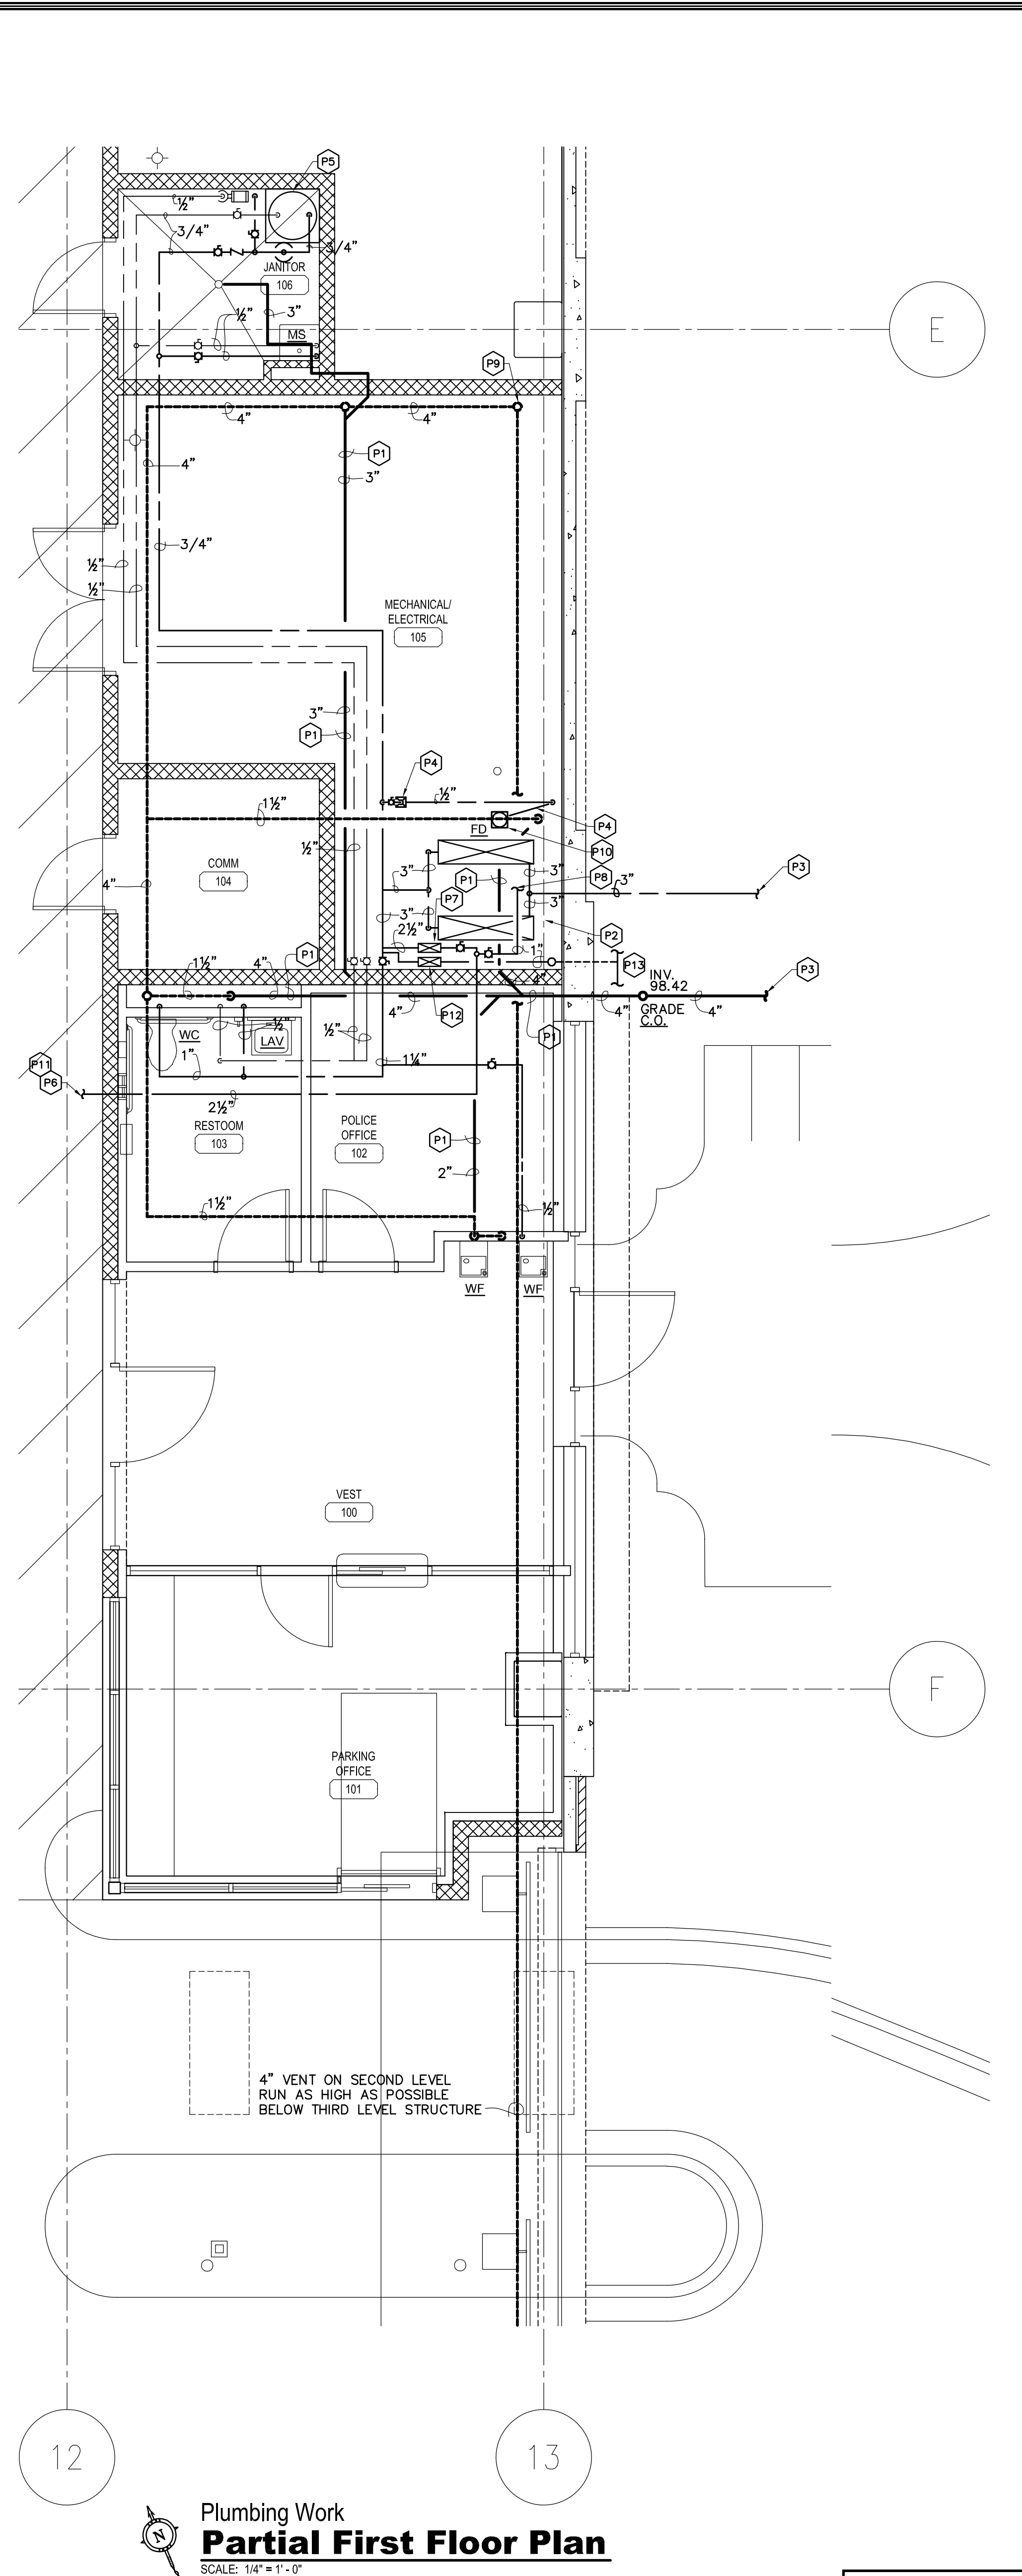 P5
½"
3/4"
3/4"
JANITOR
106
½"
3"
MS
E
P9
4"
4"
P1
4"
3"
3/4"
½"
½"
MECHANICAL/
ELECTRICAL
105
3"
P1
P4
½"
1½"
FD
P4
½"
P10
COMM
104
3"
P1
3"
P8
3"
P3
4"
P7
3"
3"
2½"
P2
P1
1"
1½"
4"
P13
INV.
98.42
P3
4"
P12
4"
4"
GRADE
C.O.
4"
½"
WC
LAV
½"
P1
1"
1¼"
P11
P6
2½"
RESTOOM
103
POLICE
OFFICE
102
P1
2"
1½"
½"
WF
WF
VEST
100
F
PARKING
OFFICE
101
4" VENT ON SECOND LEVEL
RUN AS HIGH AS POSSIBLE
BELOW THIRD LEVEL STRUCTURE
12
13
N
Plumbing Work
Partial First Floor Plan
SCALE: 1/4" = 1' - 0"